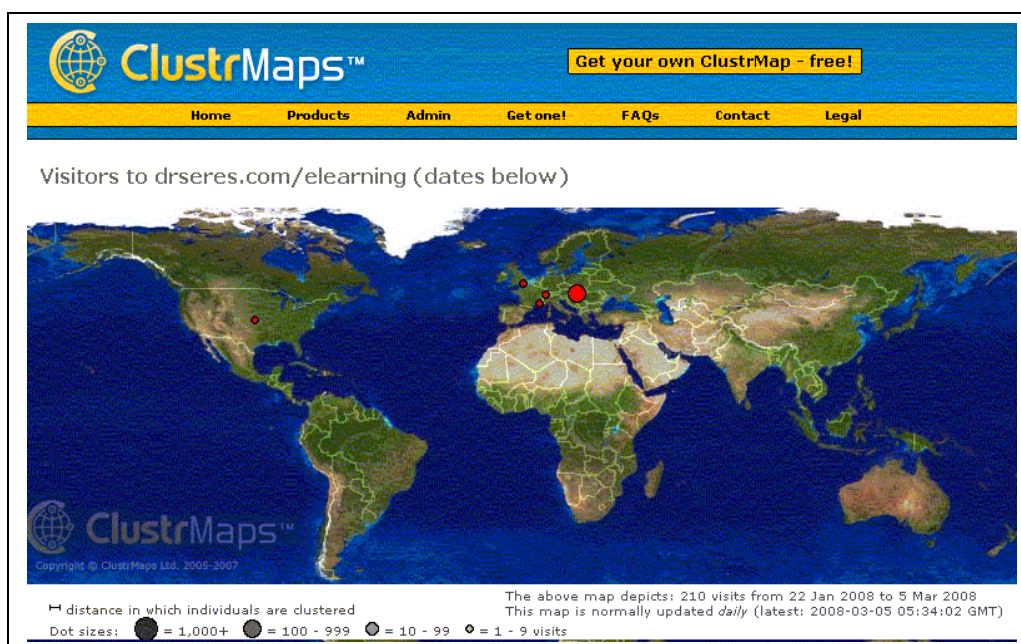 ClustrMaps™
Get your own ClustrMap - free!
Home Products Admin Get one! FAQs Contact Legal
Visitors to drseres.com/elearning (dates below)
ClustrMaps™
Copyright © ClustrMaps Ltd. 2005-2007
distance in which individuals are clustered
The above map depicts: 210 visits from 22 Jan 2008 to 5 Mar 2008
This map is normally updated daily (latest: 2008-03-05 05:34:02 GMT)
Dot sizes: = 1,000+ = 100 - 999 = 10 - 99 = 1 - 9 visits